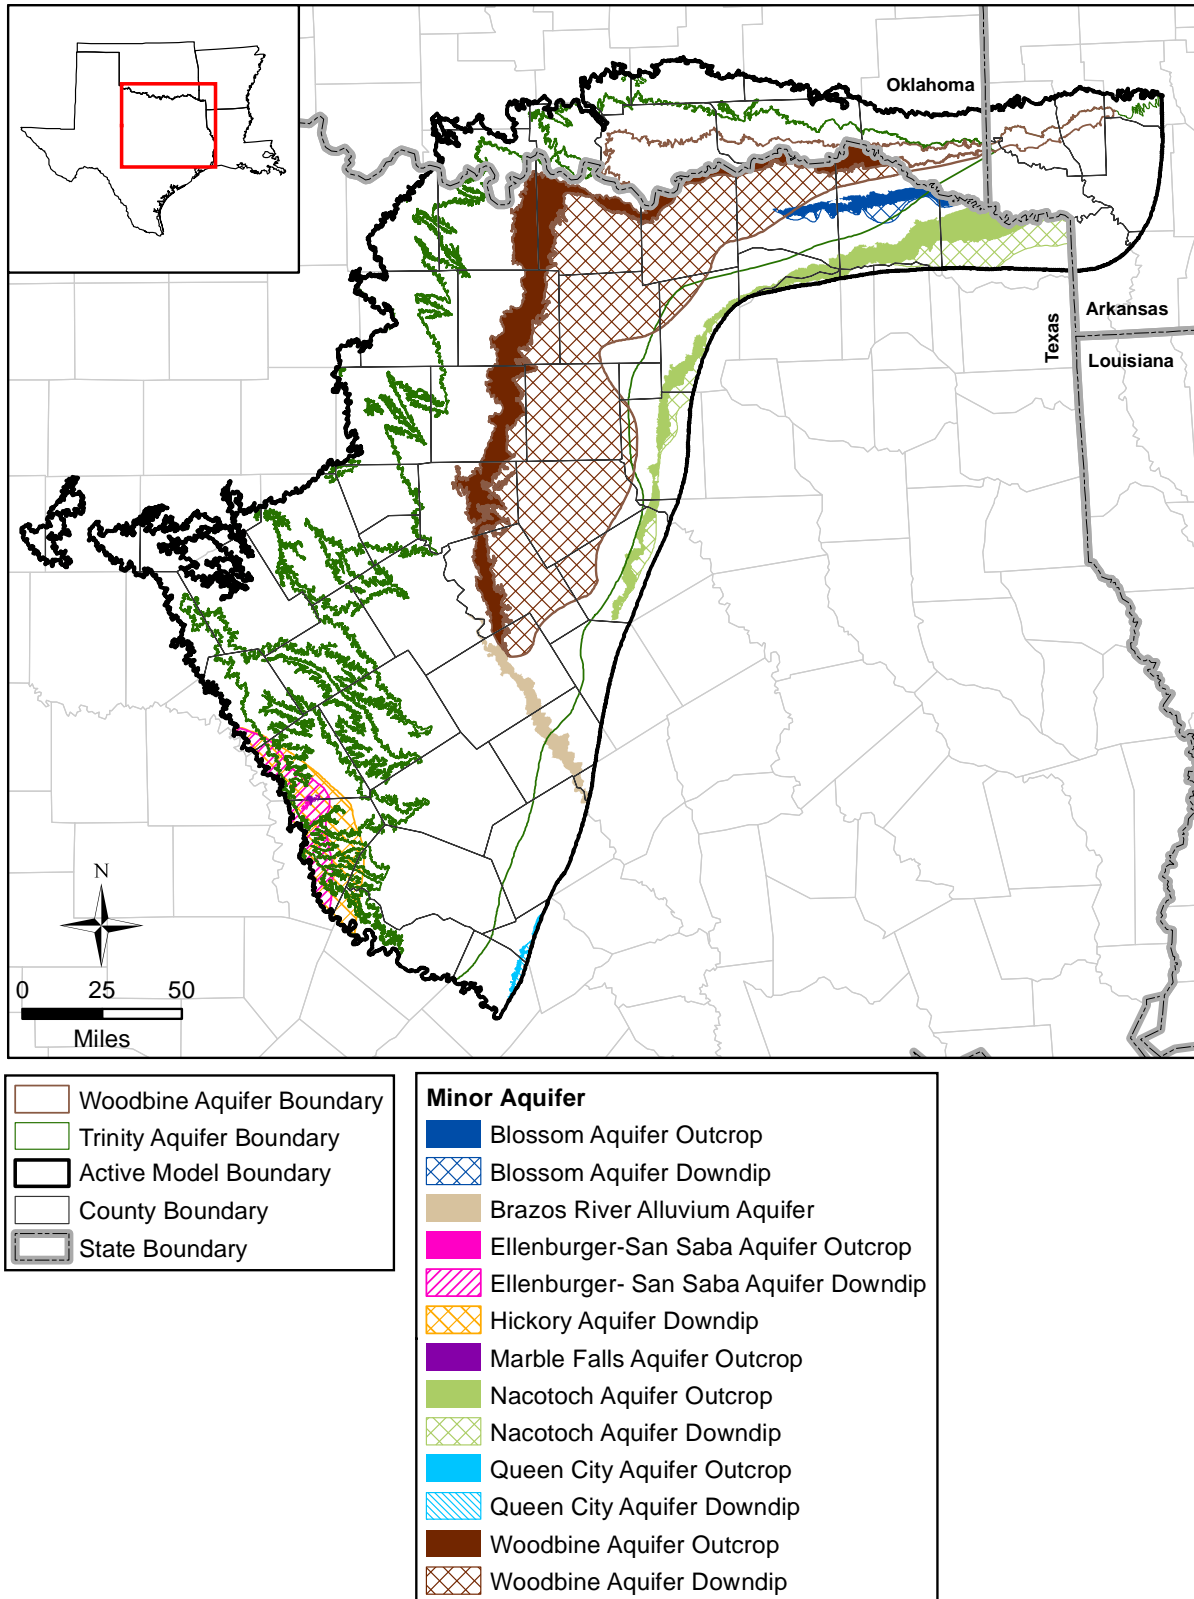 Oklahoma
Arkansas
Texas
Louisiana
N
0 25 50
Miles
Woodbine Aquifer Boundary
Trinity Aquifer Boundary
Active Model Boundary
County Boundary
State Boundary
Minor Aquifer
Blossom Aquifer Outcrop
Blossom Aquifer Downdip
Brazos River Alluvium Aquifer
Ellenburger-San Saba Aquifer Outcrop
Ellenburger- San Saba Aquifer Downdip
Hickory Aquifer Downdip
Marble Falls Aquifer Outcrop
Nacotoch Aquifer Outcrop
Nacotoch Aquifer Downdip
Queen City Aquifer Outcrop
Queen City Aquifer Downdip
Woodbine Aquifer Outcrop
Woodbine Aquifer Downdip